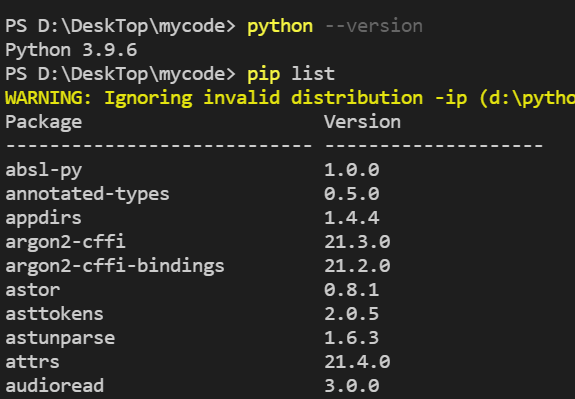 PS D:\DeskTop\mycode> python --version
Python 3.9.6
PS D:\DeskTop\mycode> pip list
WARNING: Ignoring invalid distribution -ip (d:\pytho
Package Version
---------------------------- --------------------
absl-py 1.0.0
annotated-types 0.5.0
appdirs 1.4.4
argon2-cffi 21.3.0
argon2-cffi-bindings 21.2.0
astor 0.8.1
asttokens 2.0.5
astunparse 1.6.3
attrs 21.4.0
audioread 3.0.0